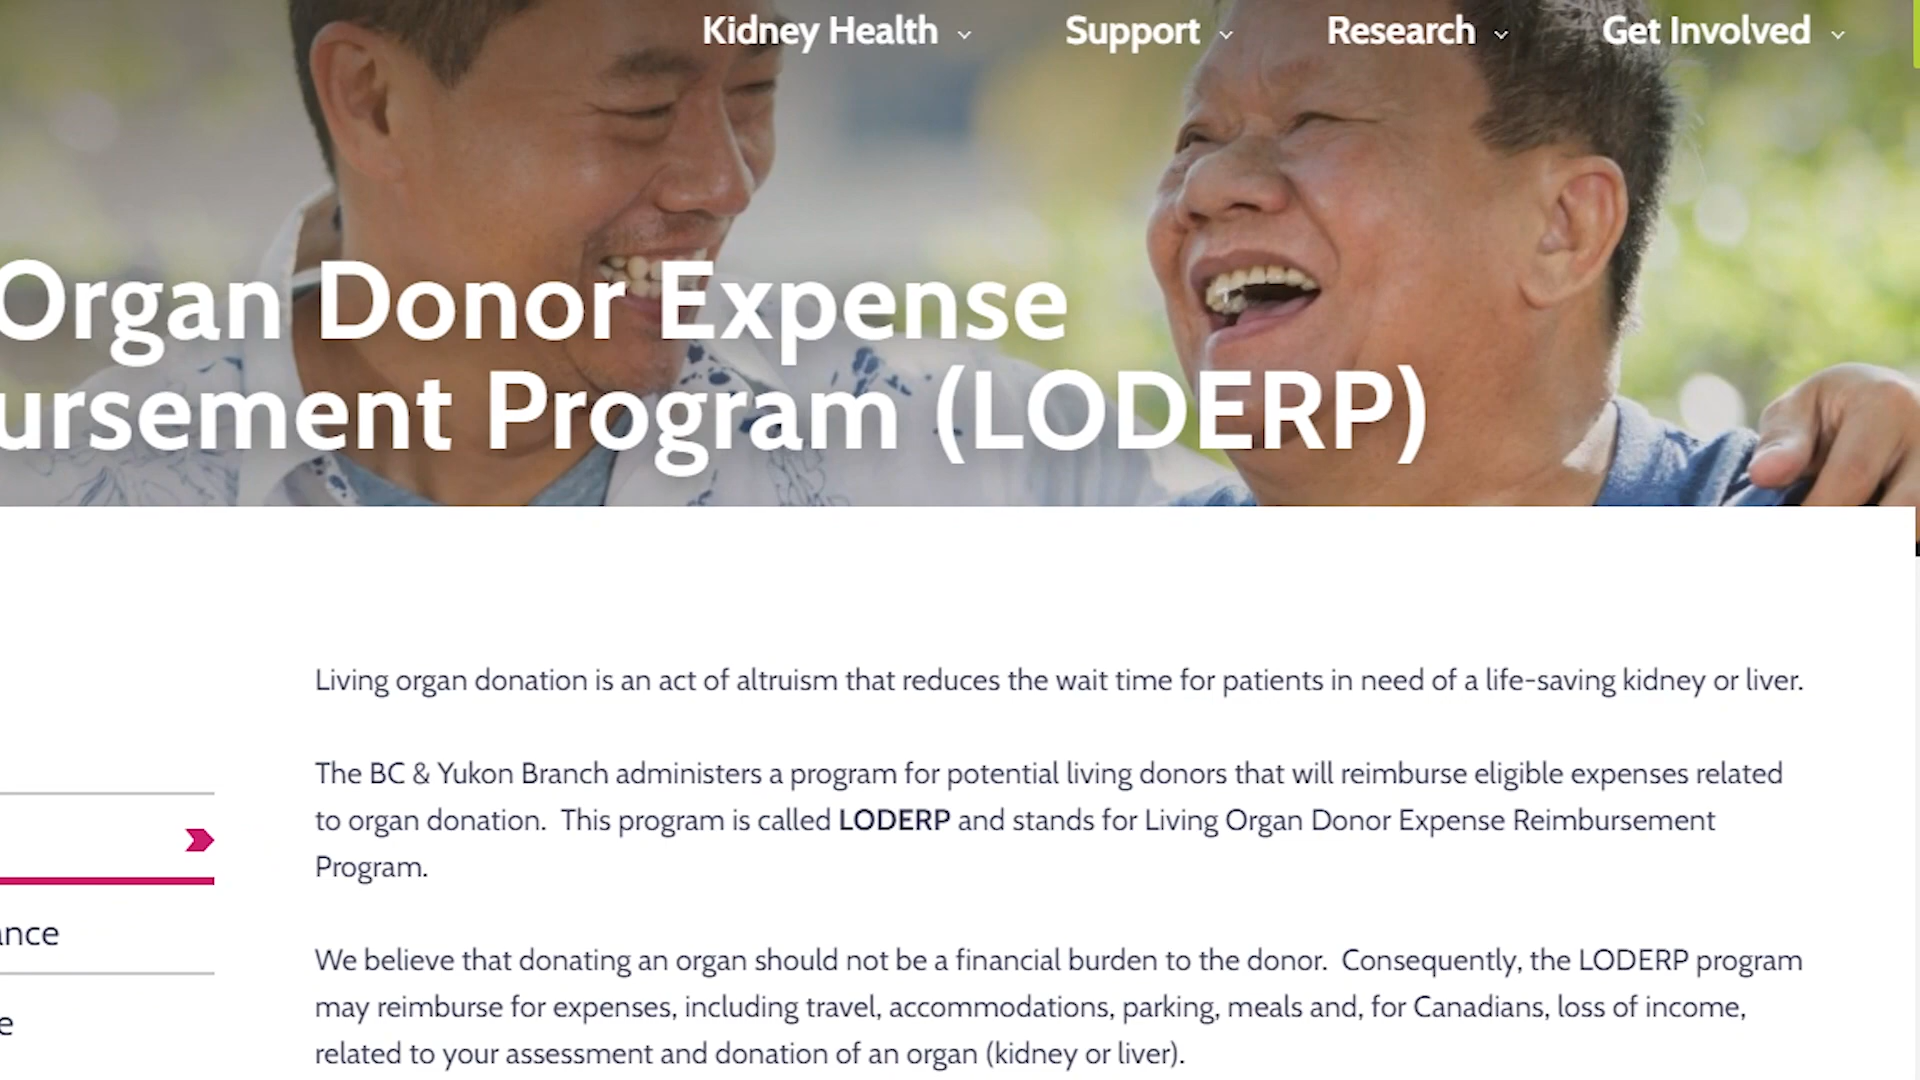 Kidney Health
Support
Research
Get Involved
Organ Donor Expense
ursement Program (LODERP)
Living organ donation is an act of altruism that reduces the wait time for patients in need of a life-saving kidney or liver.
The BC & Yukon Branch administers a program for potential living donors that will reimburse eligible expenses related
to organ donation.  This program is called LODERP and stands for Living Organ Donor Expense Reimbursement
Program.
ance
We believe that donating an organ should not be a financial burden to the donor.  Consequently, the LODERP program
may reimburse for expenses, including travel, accommodations, parking, meals and, for Canadians, loss of income,
e
related to your assessment and donation of an organ (kidney or liver).